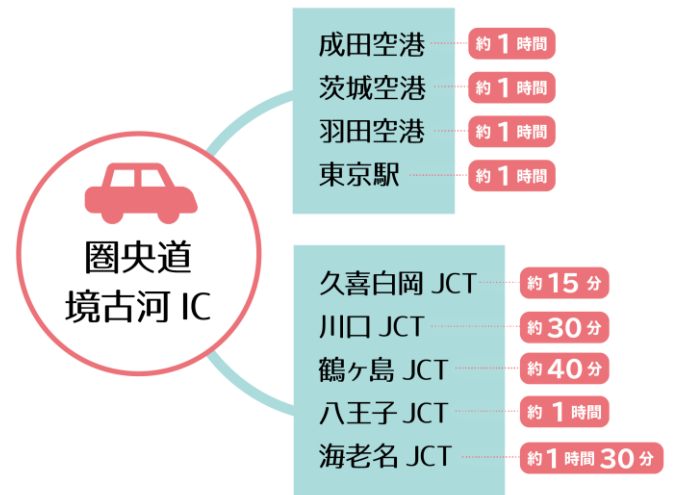 圏央道
境古河 IC
成田空港 約1時間
茨城空港 約1時間
羽田空港 約1時間
東京駅 約1時間
久喜白岡 JCT 約15分
川口 JCT 約30分
鶴ヶ島 JCT 約40分
八王子 JCT 約1時間
海老名 JCT 約1時間30分